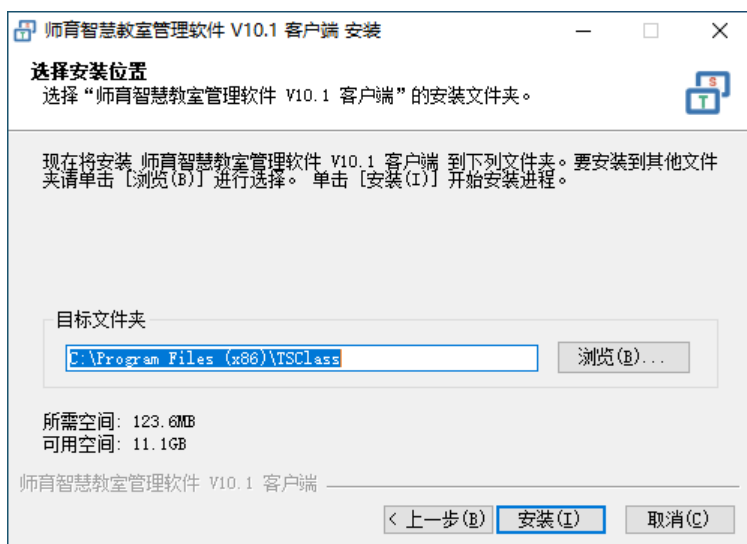 师育智慧教室管理软件 V10.1 客户端 安装
选择安装位置
选择“师育智慧教室管理软件 V10.1 客户端”的安装文件夹。
S
T
现在将安装 师育智慧教室管理软件 V10.1 客户端 到下列文件夹。要安装到其他文件
夹请单击 [浏览(B)] 进行选择。 单击 [安装(I)] 开始安装进程。
目标文件夹
C:\Program Files (x86)\TSClass
浏览(B)...
所需空间: 123.6MB
可用空间: 11.1GB
师育智慧教室管理软件 V10.1 客户端
< 上一步(B) 安装(I) 取消(C)